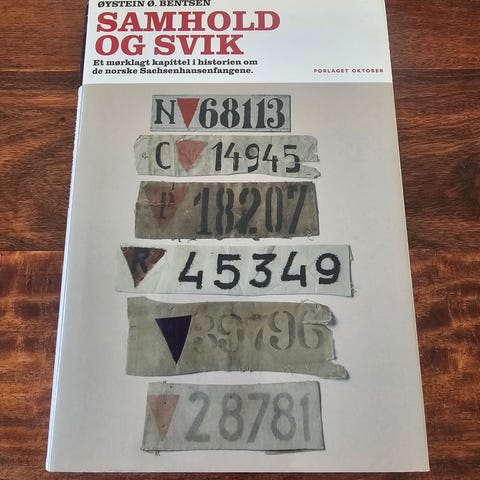 ØYSTEIN Ø. BENTSEN
SAMHOLD
OG SVIK
Et mørklagt kapittel i historien om
de norske Sachsenhausenfangene.
FORLAGET OKTOBER
N 68113
C 14945
P 18207
R 45349
39796
28781